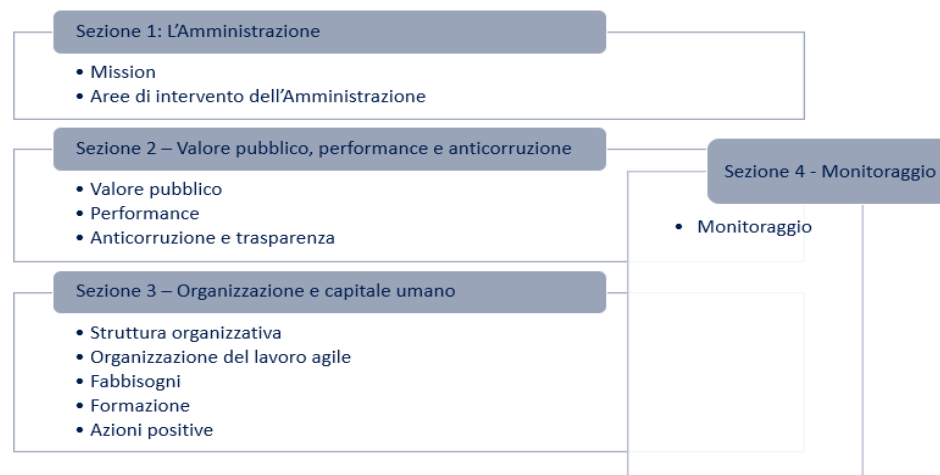 Sezione 1: L'Amministrazione
• Mission
• Aree di intervento dell'Amministrazione
Sezione 2 – Valore pubblico, performance e anticorruzione
• Valore pubblico
• Performance
• Anticorruzione e trasparenza
Sezione 4 - Monitoraggio
• Monitoraggio
Sezione 3 – Organizzazione e capitale umano
• Struttura organizzativa
• Organizzazione del lavoro agile
• Fabbisogni
• Formazione
• Azioni positive